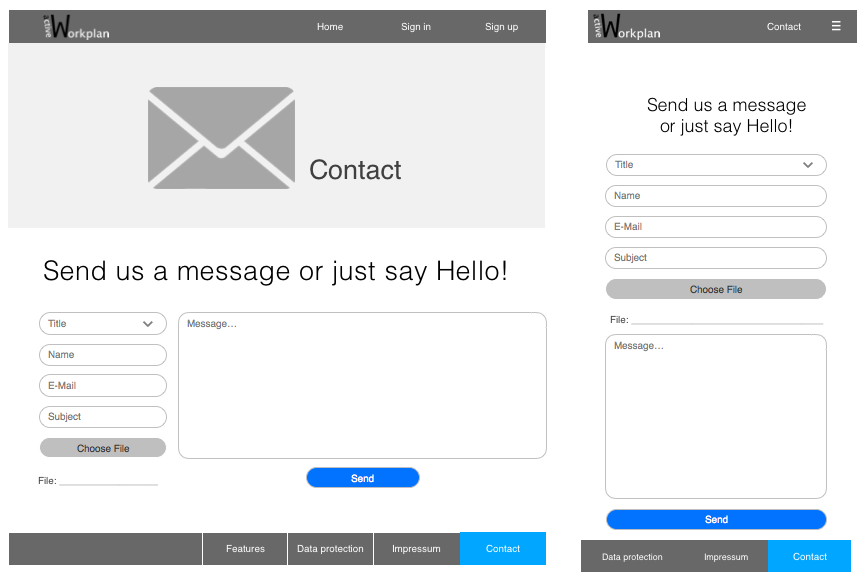 active Workplan
Home
Sign in
Sign up
Contact
Send us a message or just say Hello!
Title
Name
E-Mail
Subject
Choose File
File:
Message...
Send
Features
Data protection
Impressum
Contact
active Workplan
Contact
Send us a message
or just say Hello!
Title
Name
E-Mail
Subject
Choose File
File:
Message...
Send
Data protection
Impressum
Contact